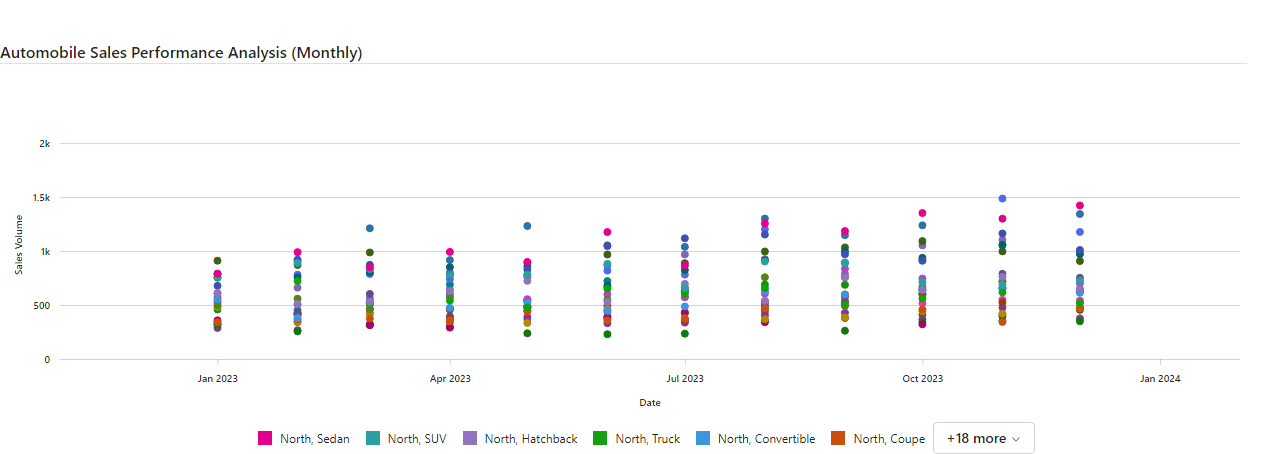 Automobile Sales Performance Analysis (Monthly)
2k
1.5k
1k
500
0
Sales Volume
Jan 2023 Apr 2023 Jul 2023 Oct 2023 Jan 2024
Date
North, Sedan North, SUV North, Hatchback North, Truck North, Convertible North, Coupe +18 more